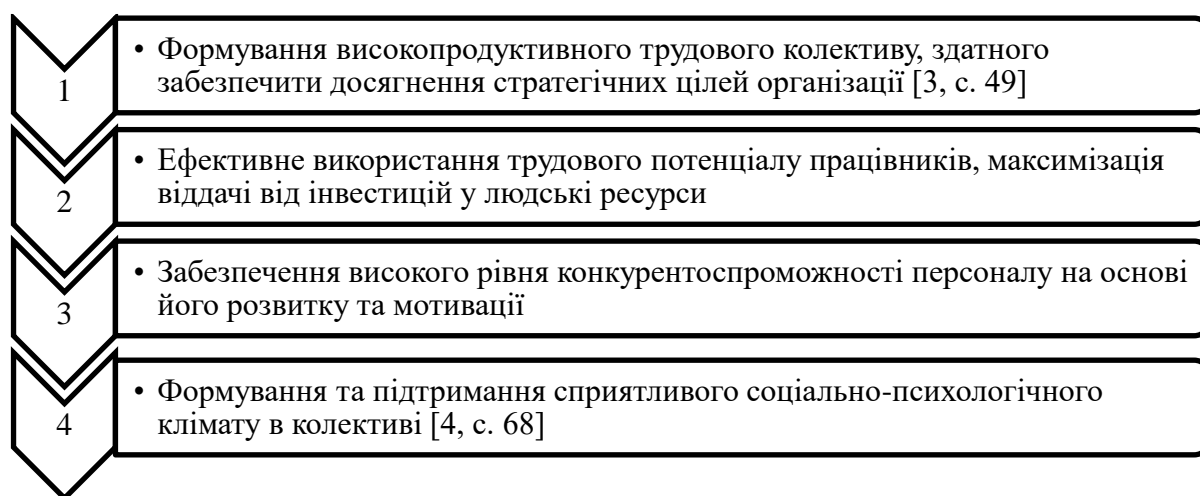 1
• Формування високопродуктивного трудового колективу, здатного
забезпечити досягнення стратегічних цілей організації [3, с. 49]
2
• Ефективне використання трудового потенціалу працівників, максимізація
віддачі від інвестицій у людські ресурси
3
• Забезпечення високого рівня конкурентоспроможності персоналу на основі
його розвитку та мотивації
4
• Формування та підтримання сприятливого соціально-психологічного
клімату в колективі [4, с. 68]